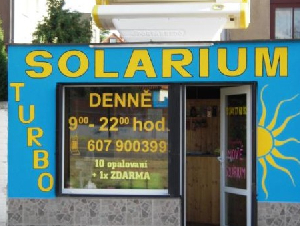 SOLARIUM
TURBO
DENNĚ
9⁰⁰ - 22⁰⁰ hod.
607 900399
10 opalovaní
+ 1x ZDARMA